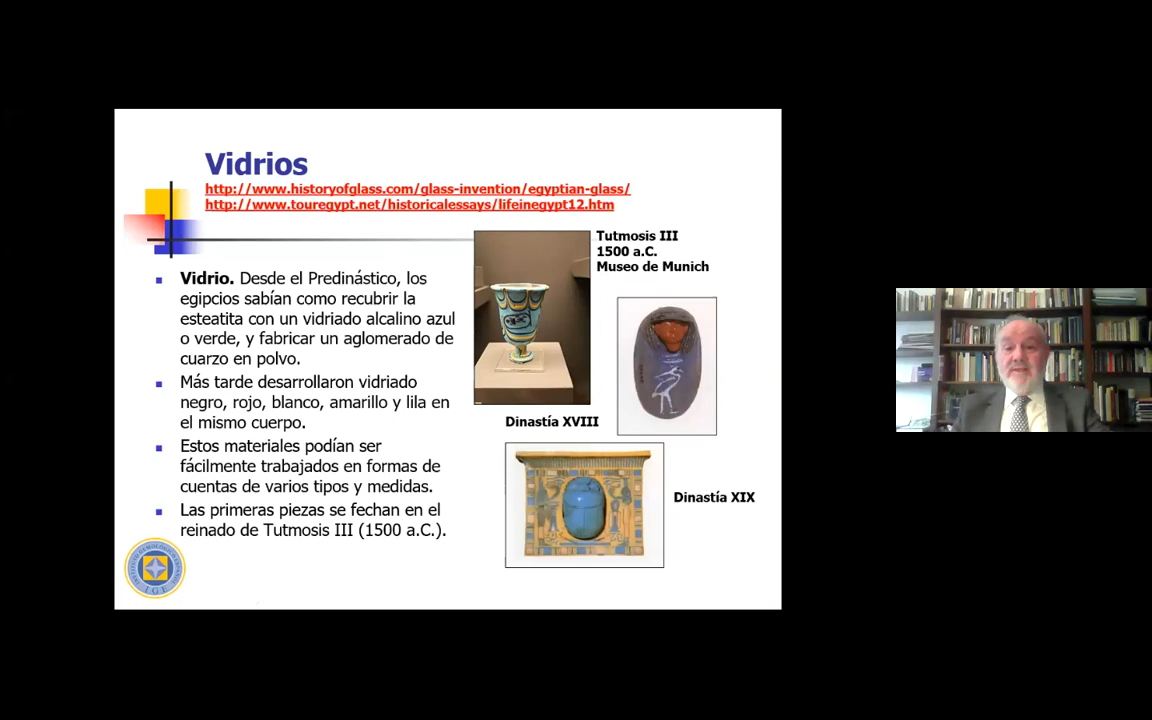 Vidrios
http://www.historyofglass.com/glass-invention/egyptian-glass/
http://www.touregypt.net/historicalessays/lifeinegypt12.htm
Tutmosis III
1500 a.C.
Museo de Munich
Vidrio. Desde el Predinástico, los
egipcios sabían como recubrir la
esteatita con un vidriado alcalino azul
o verde, y fabricar un aglomerado de
cuarzo en polvo.
Más tarde desarrollaron vidriado
negro, rojo, blanco, amarillo y lila en
el mismo cuerpo.
Estos materiales podían ser
fácilmente trabajados en formas de
cuentas de varios tipos y medidas.
Las primeras piezas se fechan en el
reinado de Tutmosis III (1500 a.C.).
Dinastía XVIII
Dinastía XIX
INSTITUTO GEMOLÓGICO ESPAÑOL
I G E